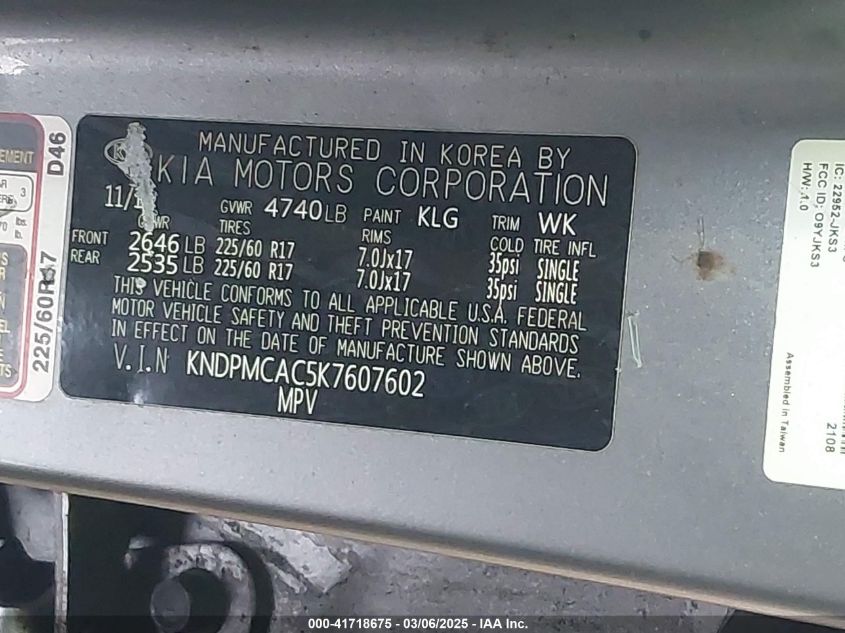 MANUFACTURED IN KOREA BY
KIA MOTORS CORPORATION
11/1
GVWR 4740LB PAINT KLG TRIM WK
TIRES RIMS COLD TIRE INFL
FRONT 2646 LB 225/60 R17 7.0Jx17 35psi SINGLE
REAR 2535 LB 225/60 R17 7.0Jx17 35psi SINGLE
THIS VEHICLE CONFORMS TO ALL APPLICABLE U.S.A. FEDERAL
MOTOR VEHICLE SAFETY AND THEFT PREVENTION STANDARDS
IN EFFECT ON THE DATE OF MANUFACTURE SHOWN ABOVE.
V.I.N KNDPMCAC5K7607602
MPV
D46
225/60R17
IC: 22952-JKS3
FCC ID: O9YJKS3
H/W: 1.0
Assembled in Taiwan
2108
000-41718675 - 03/06/2025 - IAA Inc.